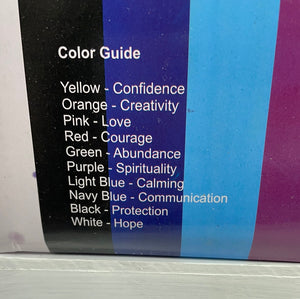 Color Guide
Yellow - Confidence
Orange - Creativity
Pink - Love
Red - Courage
Green - Abundance
Purple - Spirituality
Light Blue - Calming
Navy Blue - Communication
Black - Protection
White - Hope